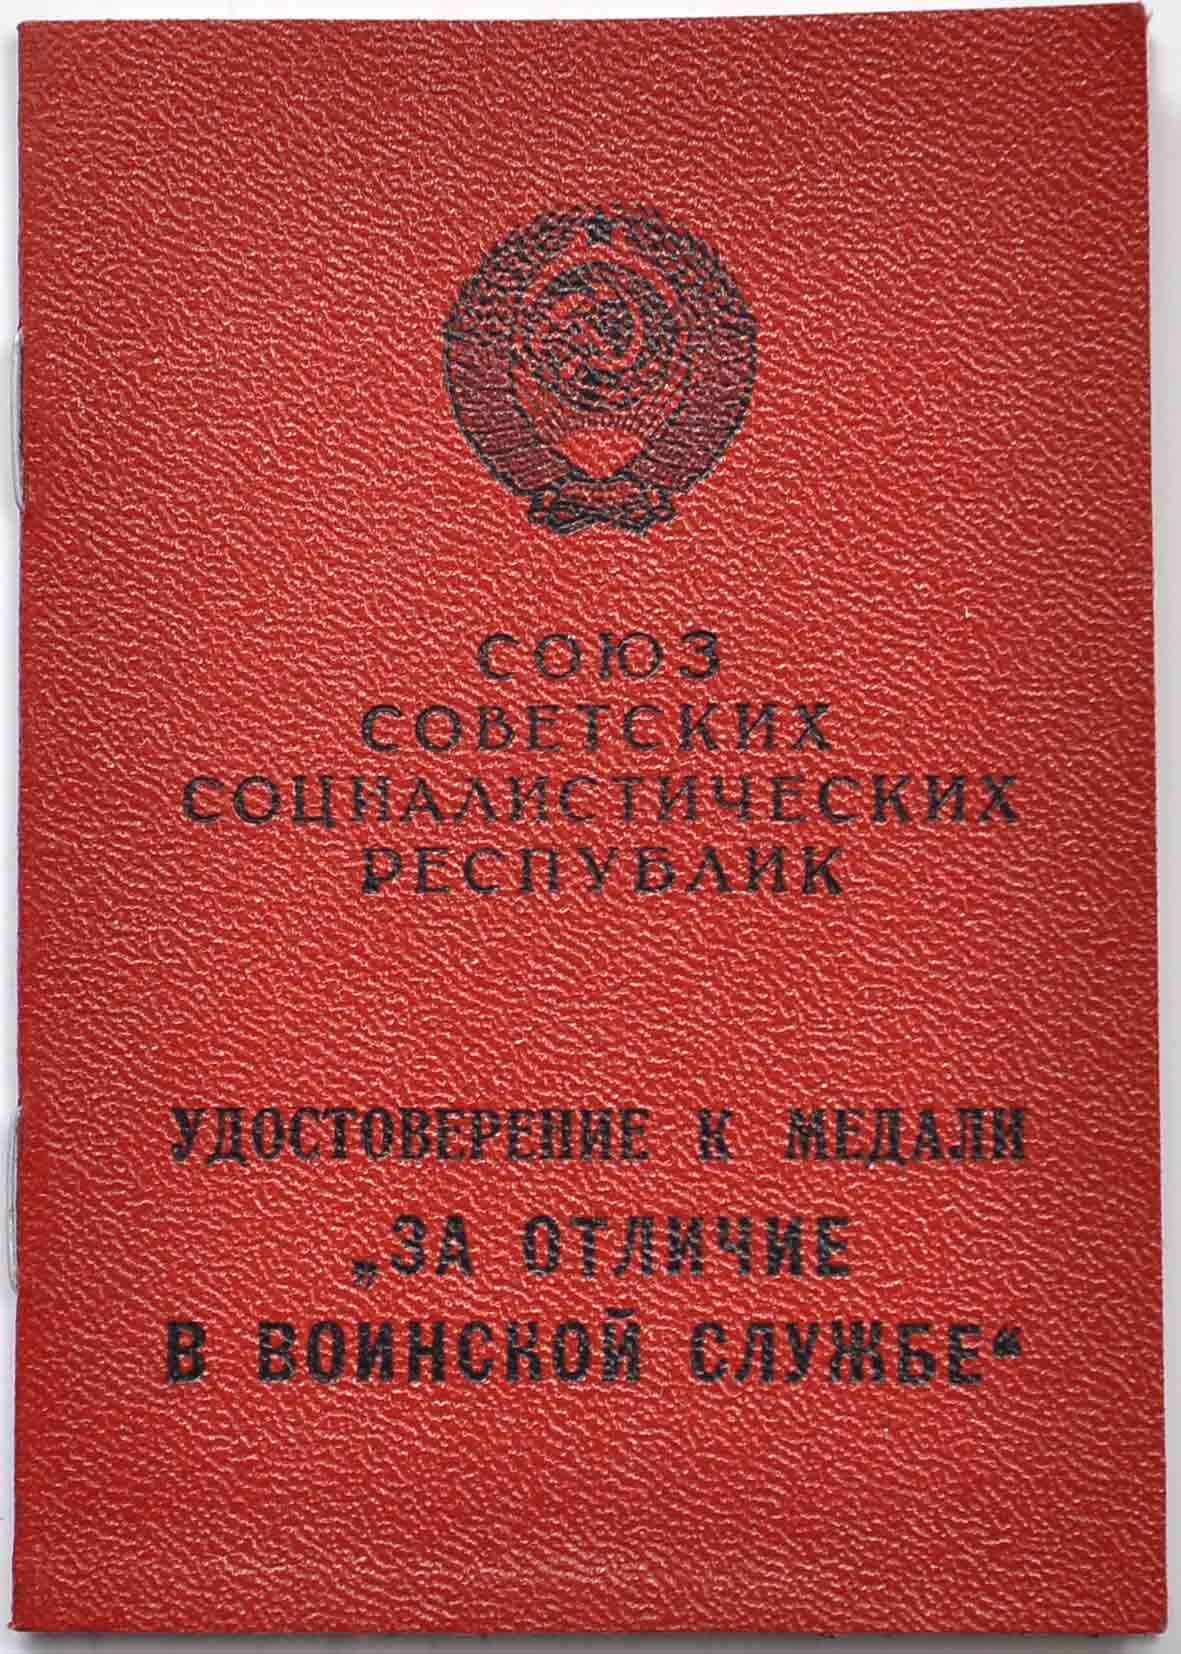 СОЮЗ
СОВЕТСКИХ
СОЦИАЛИСТИЧЕСКИХ
РЕСПУБЛИК
УДОСТОВЕРЕНИЕ К МЕДАЛИ
„ЗА ОТЛИЧИЕ
В ВОИНСКОЙ СЛУЖБЕ“